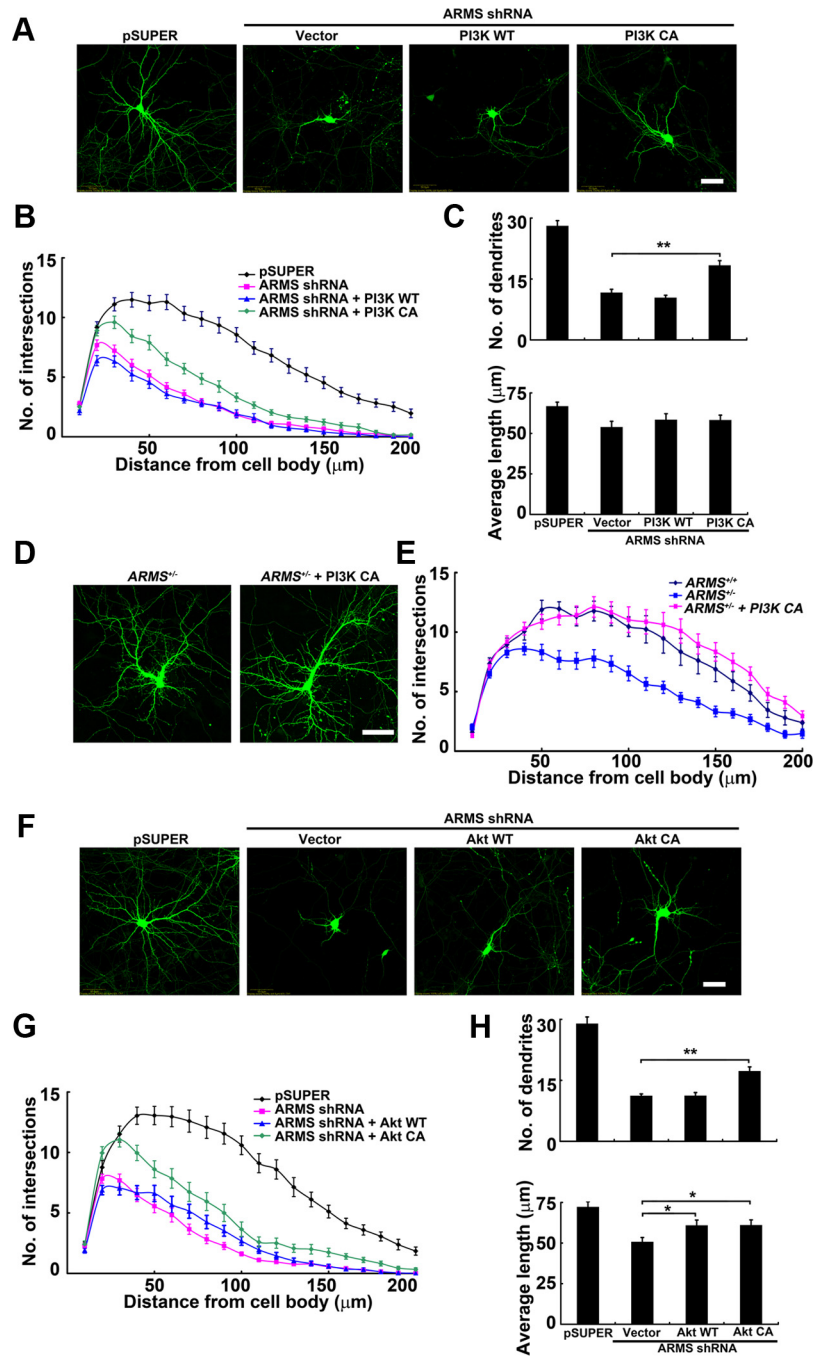 A
ARMS shRNA
pSUPER Vector PI3K WT PI3K CA
B
No. of intersections
15
10
5
0
50 100 150 200
Distance from cell body (μm)
pSUPER
ARMS shRNA
ARMS shRNA + PI3K WT
ARMS shRNA + PI3K CA
C
No. of dendrites
30
15
0
**
Average length (μm)
75
50
25
0
pSUPER Vector PI3K WT PI3K CA
ARMS shRNA
D
ARMS+/- ARMS+/- + PI3K CA
E
No. of intersections
15
10
5
0
50 100 150 200
Distance from cell body (μm)
ARMS+/+
ARMS+/-
ARMS+/- + PI3K CA
F
ARMS shRNA
pSUPER Vector Akt WT Akt CA
G
No. of intersections
15
10
5
0
50 100 150 200
Distance from cell body (μm)
pSUPER
ARMS shRNA
ARMS shRNA + Akt WT
ARMS shRNA + Akt CA
H
No. of dendrites
30
15
0
**
Average length (μm)
75
50
25
0
*
*
pSUPER Vector Akt WT Akt CA
ARMS shRNA